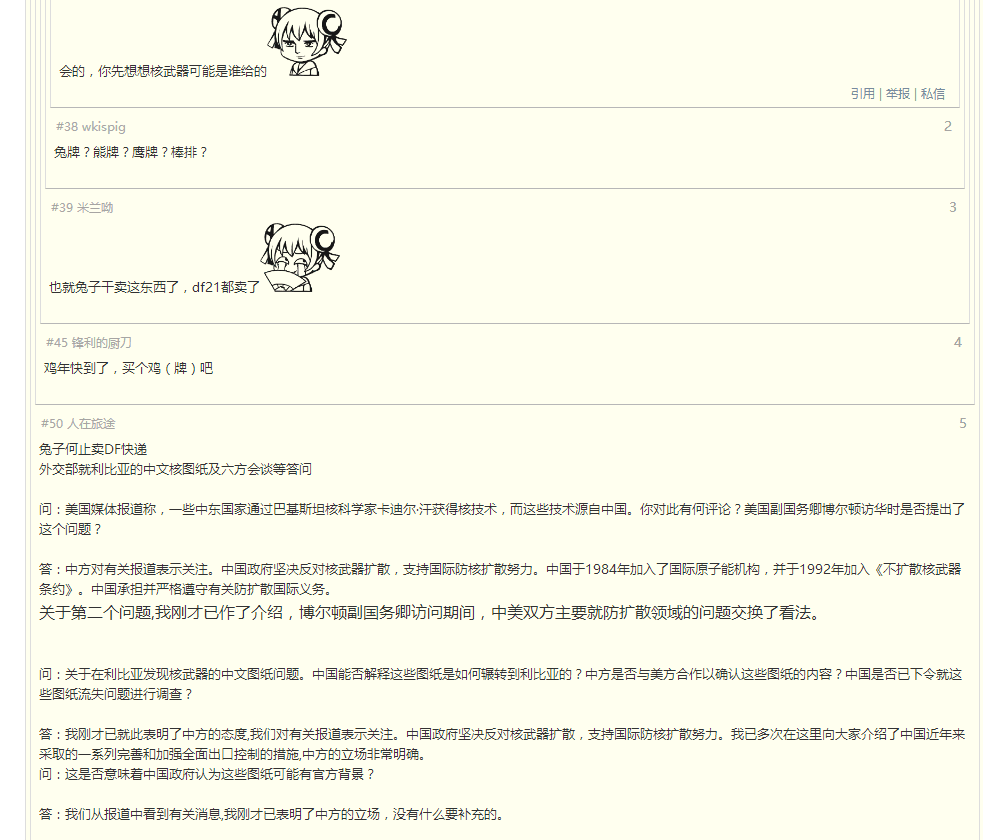 会的，你先想想核武器可能是谁给的
引用 | 举报 | 私信
#38 wkispig 2
兔牌？熊牌？鹰牌？棒排？
#39 米兰呦 3
也就兔子干卖这东西了，df21都卖了
#45 锋利的厨刀 4
鸡年快到了，买个鸡（牌）吧
#50 人在旅途 5
兔子何止卖DF快递
外交部就利比亚的中文核图纸及六方会谈等答问
问：美国媒体报道称，一些中东国家通过巴基斯坦核科学家卡迪尔·汗获得核技术，而这些技术源自中国。你对此有何评论？美国副国务卿博尔顿访华时是否提出了
这个问题？
答：中方对有关报道表示关注。中国政府坚决反对核武器扩散，支持国际防核扩散努力。中国于1984年加入了国际原子能机构，并于1992年加入《不扩散核武器
条约》。中国承担并严格遵守有关防扩散国际义务。
关于第二个问题,我刚才已作了介绍，博尔顿副国务卿访问期间，中美双方主要就防扩散领域的问题交换了看法。
问：关于在利比亚发现核武器的中文图纸问题。中国能否解释这些图纸是如何辗转到利比亚的？中方是否与美方合作以确认这些图纸的内容？中国是否已下令就这
些图纸流失问题进行调查？
答：我刚才已就此表明了中方的态度,我们对有关报道表示关注。中国政府坚决反对核武器扩散，支持国际防核扩散努力。我已多次在这里向大家介绍了中国近年来
采取的一系列完善和加强全面出口控制的措施,中方的立场非常明确。
问：这是否意味着中国政府认为这些图纸可能有官方背景？
答：我们从报道中看到有关消息,我刚才已表明了中方的立场，没有什么要补充的。